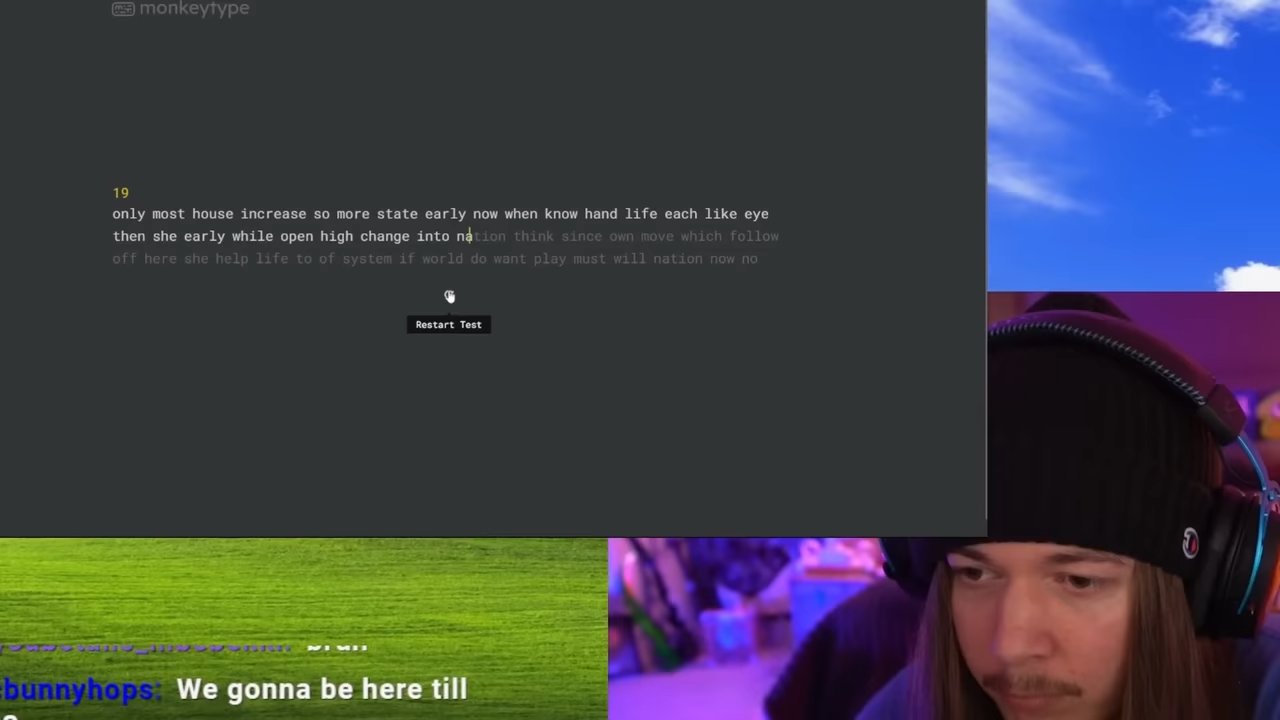 monkeytype
19
only most house increase so more state early now when know hand life each like eye
then she early while open high change into nation think since own move which follow
off here she help life to of system if world do want play must will nation now no
Restart Test
bunnyhops: We gonna be here till